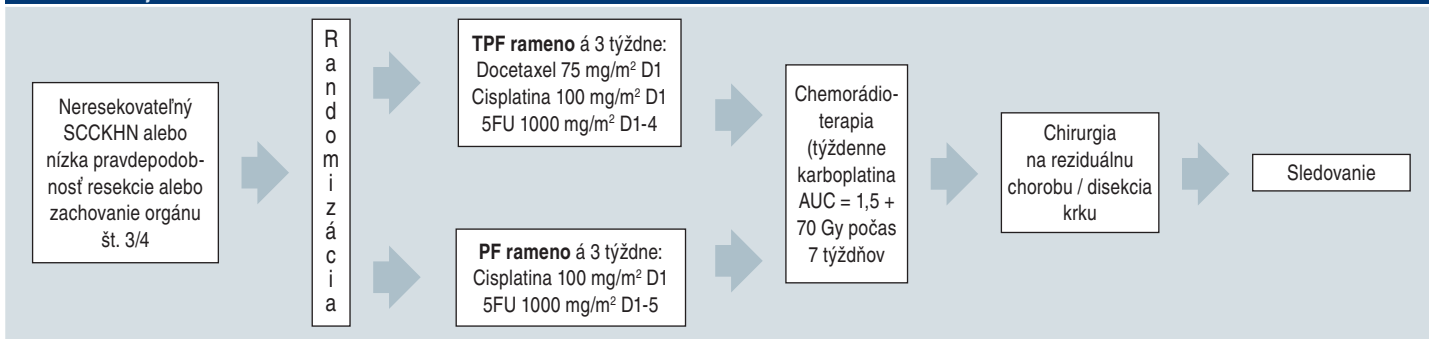 Neresekovateľný
SCCKHN alebo
nízka pravdepodob-
nosť resekcie alebo
zachovanie orgánu
št. 3/4
R
a
n
d
o
m
i
z
á
c
i
a
TPF rameno á 3 týždne:
Docetaxel 75 mg/m² D1
Cisplatina 100 mg/m² D1
5FU 1000 mg/m² D1-4
PF rameno á 3 týždne:
Cisplatina 100 mg/m² D1
5FU 1000 mg/m² D1-5
Chemorádio-
terapia
(týždenne
karboplatina
AUC = 1,5 +
70 Gy počas
7 týždňov
Chirurgia
na reziduálnu
chorobu / disekcia
krku
Sledovanie